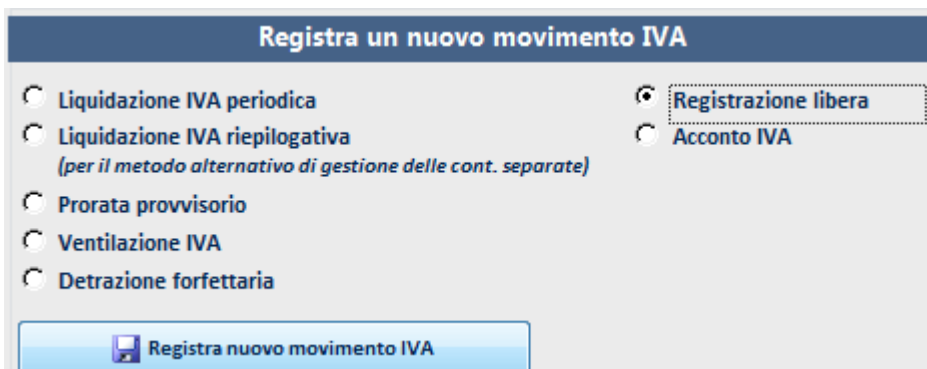 Registra un nuovo movimento IVA
Liquidazione IVA periodica
Registrazione libera
Liquidazione IVA riepilogativa
Acconto IVA
(per il metodo alternativo di gestione delle cont. separate)
Prorata provvisorio
Ventilazione IVA
Detrazione forfettaria
Registra nuovo movimento IVA